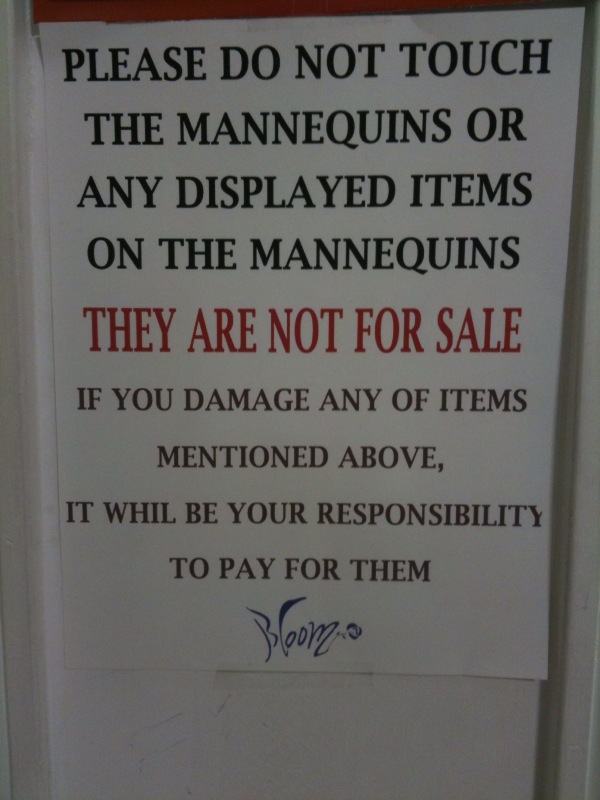 PLEASE DO NOT TOUCH
THE MANNEQUINS OR
ANY DISPLAYED ITEMS
ON THE MANNEQUINS
THEY ARE NOT FOR SALE
IF YOU DAMAGE ANY OF ITEMS
MENTIONED ABOVE,
IT WHIL BE YOUR RESPONSIBILITY
TO PAY FOR THEM
Bloom